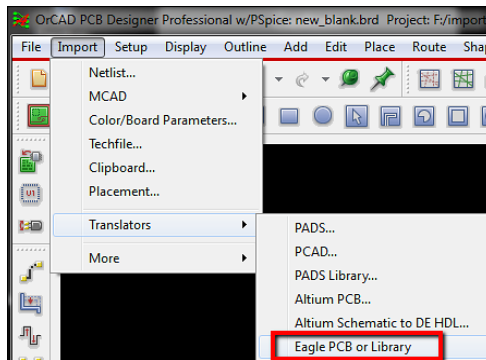 OrCAD PCB Designer Professional w/PSpice: new_blank.brd Project: F:/import
File Import Setup Display Outline Add Edit Place Route Shap
Netlist...
MCAD
Color/Board Parameters...
Techfile...
Clipboard...
Placement...
Translators
More
PADS...
PCAD...
PADS Library...
Altium PCB...
Altium Schematic to DE HDL...
Eagle PCB or Library
U1